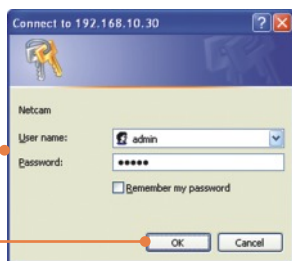 Connect to 192.168.10.30
Netcam
User name:
admin
Password:
•••••
Remember my password
OK
Cancel